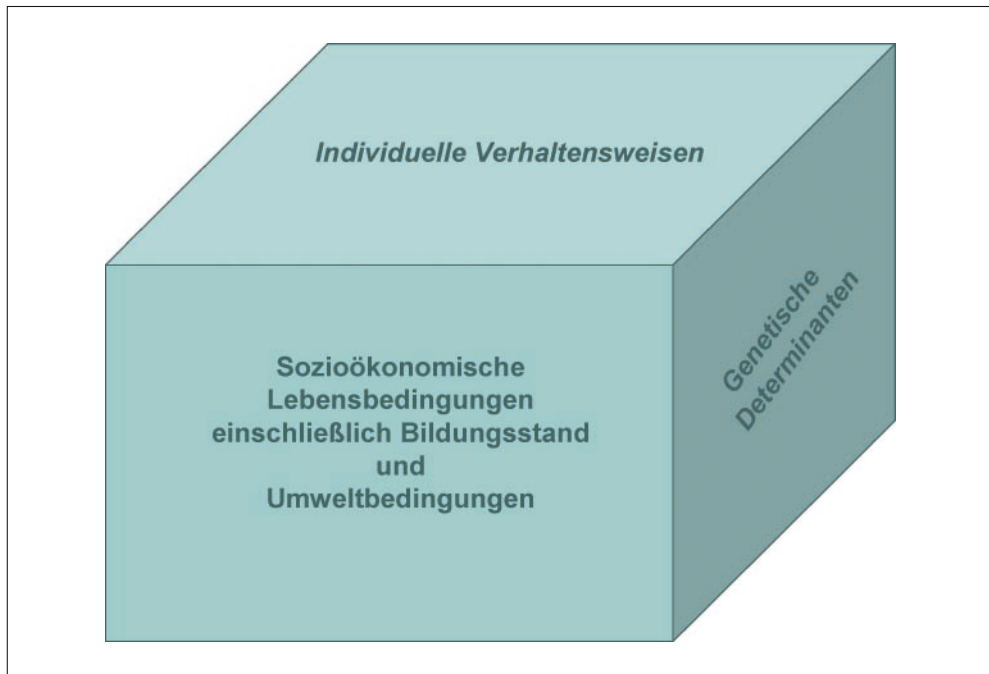 Individuelle Verhaltensweisen
Sozioökonomische
Lebensbedingungen
einschließlich Bildungsstand
und
Umweltbedingungen
Genetische
Determinanten